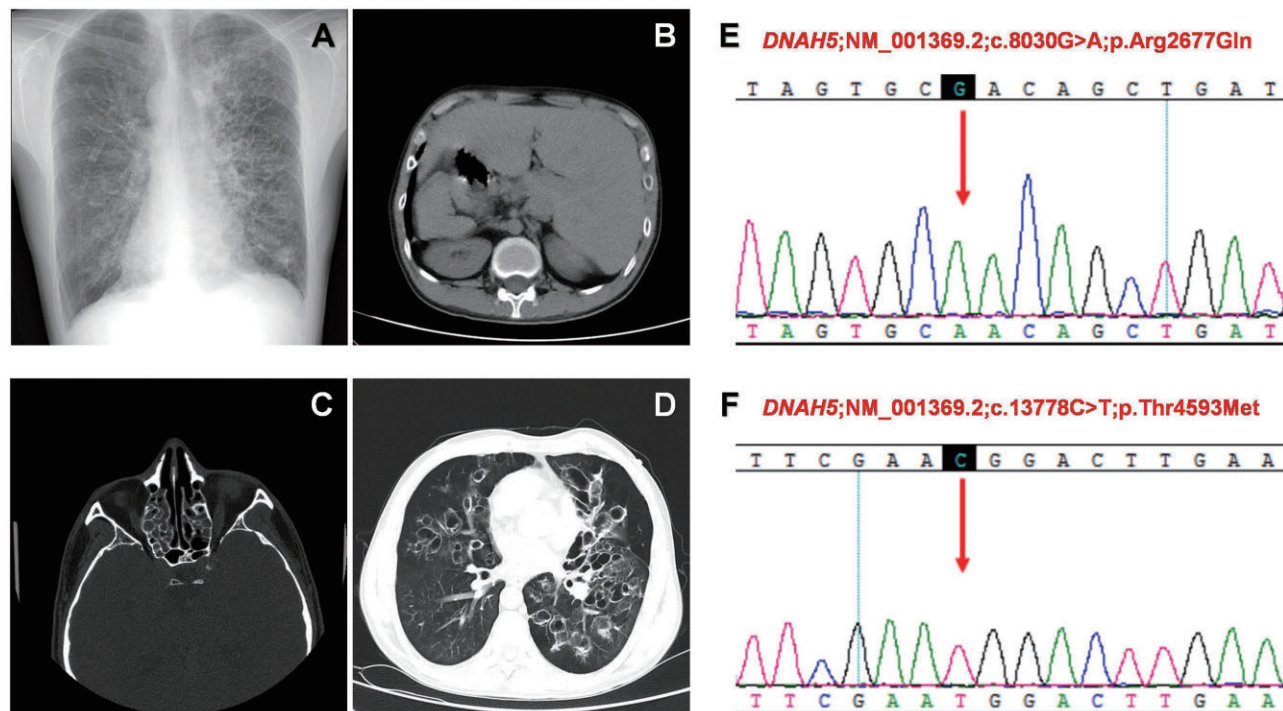 A
B
E DNAH5;NM_001369.2;c.8030G>A;p.Arg2677Gln
T A G T G C G A C A G C T G A T
T A G T G C A A C A G C T G A T
C
D
F DNAH5;NM_001369.2;c.13778C>T;p.Thr4593Met
T T C G A A C G G A C T T G A A
T T C G A A T G G A C T T G A A